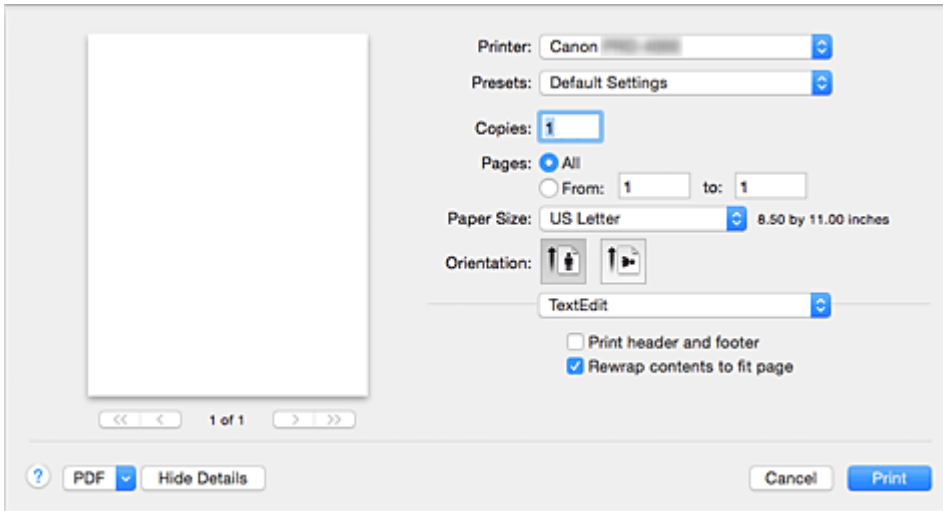 Printer: Canon
Presets: Default Settings
Copies: 1
Pages: All
From: 1 to: 1
Paper Size: US Letter 8.50 by 11.00 inches
Orientation:
TextEdit
Print header and footer
Rewrap contents to fit page
<< < 1 of 1 > >>
? PDF Hide Details Cancel Print